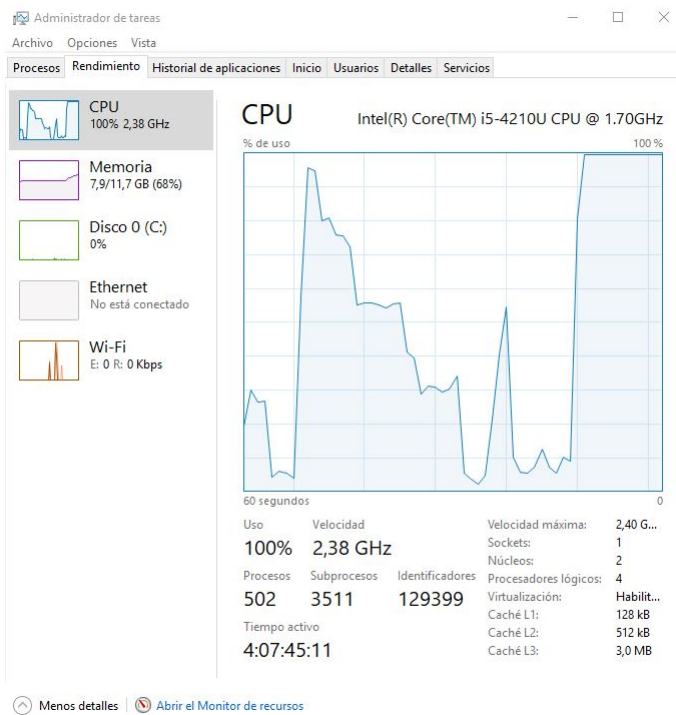 Administrador de tareas
Archivo Opciones Vista
Procesos Rendimiento Historial de aplicaciones Inicio Usuarios Detalles Servicios
CPU
100% 2,38 GHz
Memoria
7,9/11,7 GB (68%)
Disco 0 (C:)
0%
Ethernet
No está conectado
Wi-Fi
E: 0 R: 0 Kbps
CPU Intel(R) Core(TM) i5-4210U CPU @ 1.70GHz
% de uso 100 %
60 segundos 0
Uso Velocidad
100% 2,38 GHz
Procesos Subprocesos Identificadores
502 3511 129399
Tiempo activo
4:07:45:11
Velocidad máxima: 2,40 G...
Sockets: 1
Núcleos: 2
Procesadores lógicos: 4
Virtualización: Habilit...
Caché L1: 128 kB
Caché L2: 512 kB
Caché L3: 3,0 MB
Menos detalles Abrir el Monitor de recursos